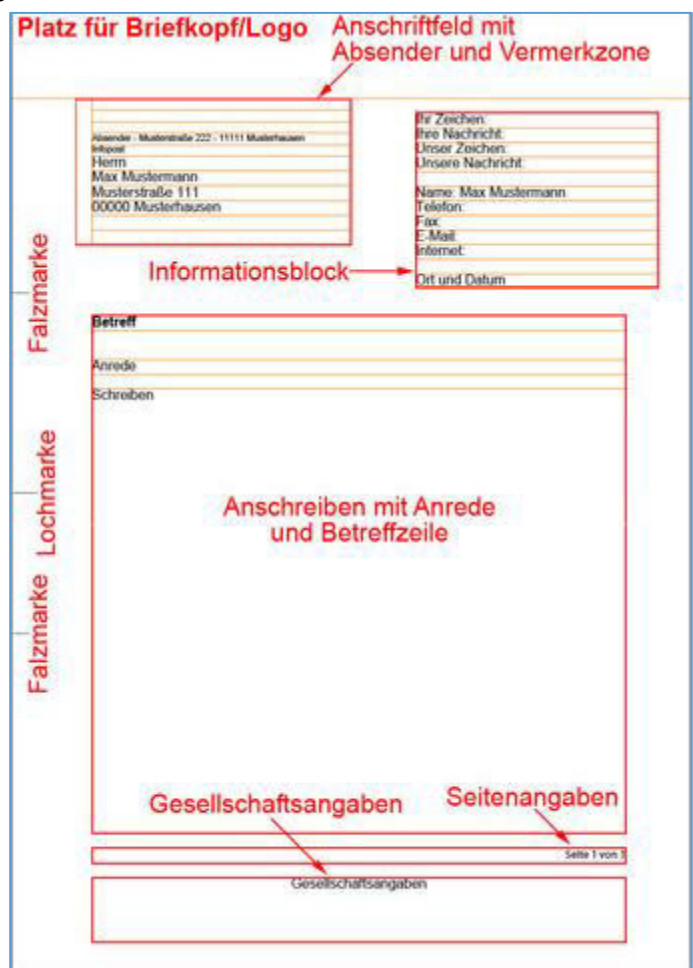 Platz für Briefkopf/Logo
Anschriftfeld mit
Absender und Vermerkzone
Absender - Musterstraße 222 - 11111 Musterhausen
Infopost
Herrn
Max Mustermann
Musterstraße 111
00000 Musterhausen
Ihr Zeichen:
Ihre Nachricht:
Unser Zeichen:
Unsere Nachricht:
Name: Max Mustermann
Telefon:
Fax:
E-Mail:
Internet:
Ort und Datum
Informationsblock
Falzmarke
Betreff
Anrede
Schreiben
Lochmarke
Anschreiben mit Anrede
und Betreffzeile
Falzmarke
Gesellschaftsangaben
Seitenangaben
Seite 1 von 1
Gesellschaftsangaben